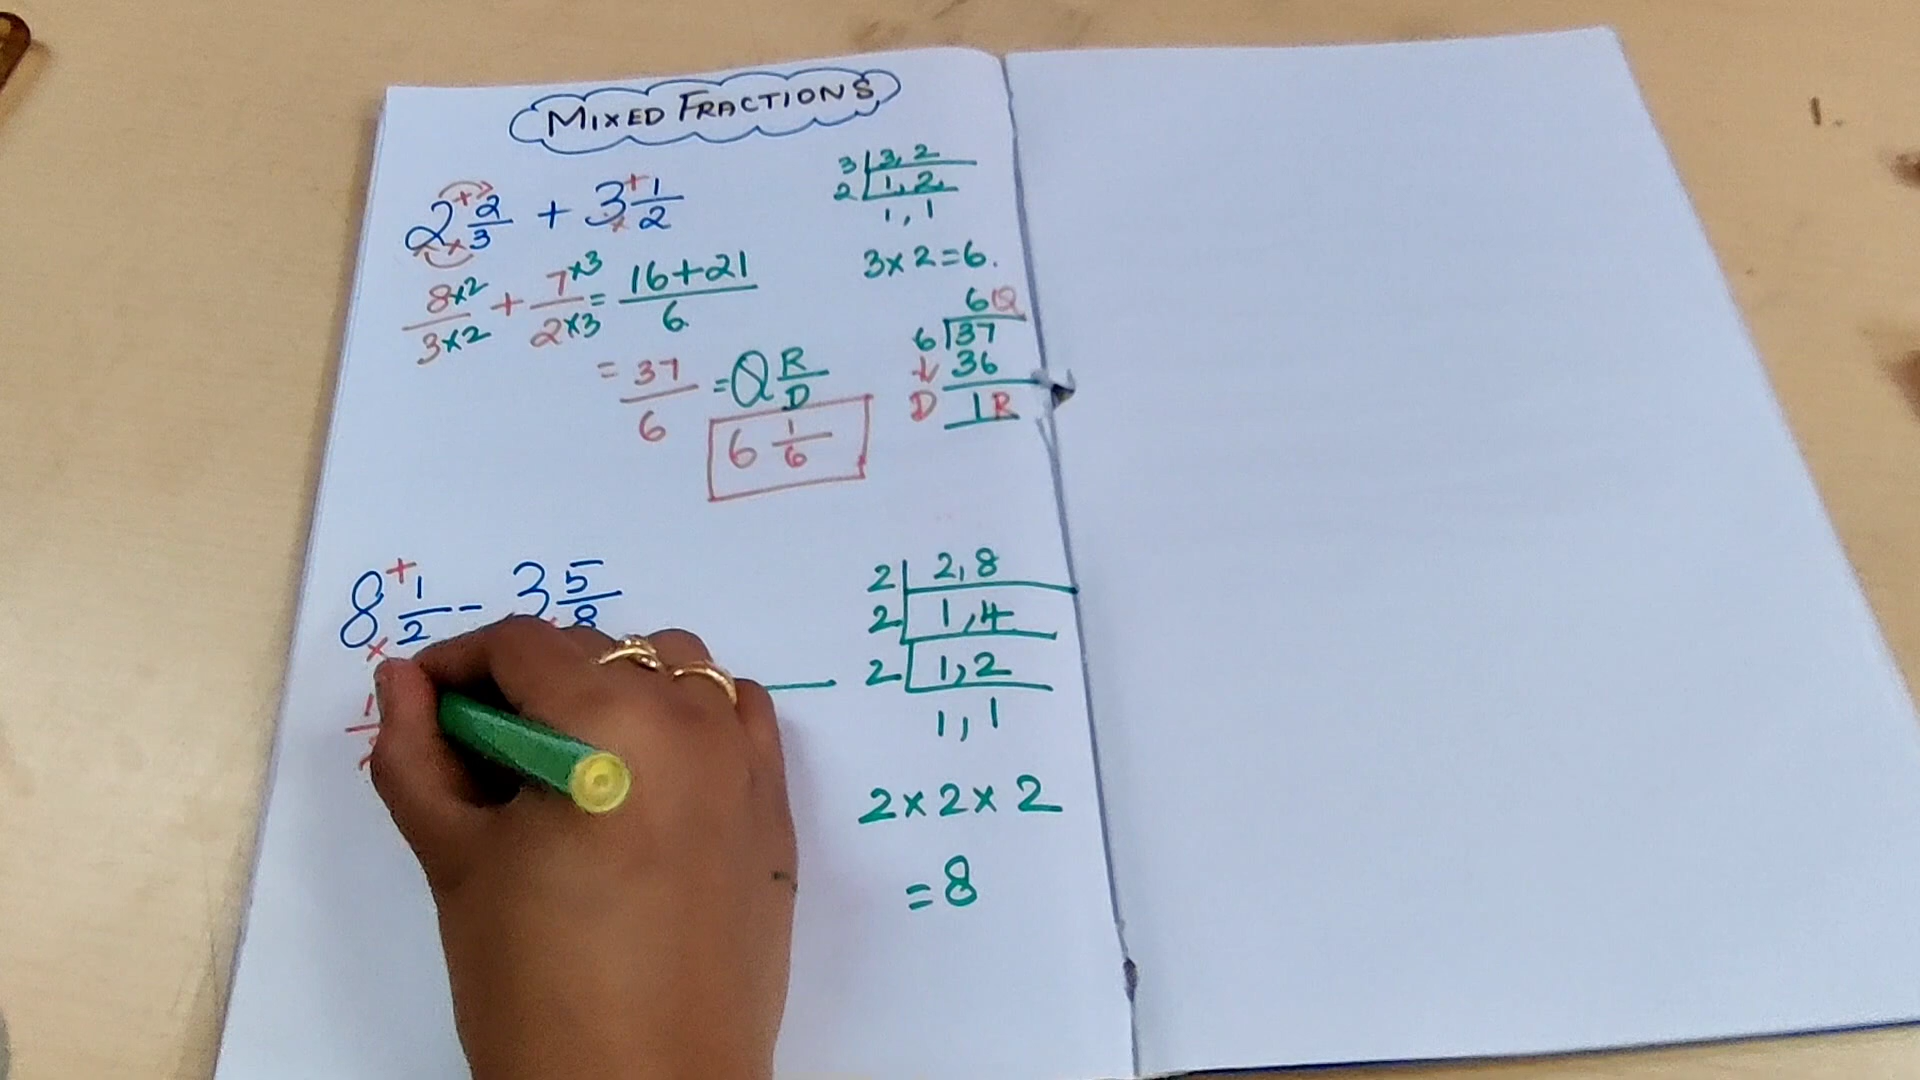 MIXED FRACTIONS
2 + 2/3 × + 3 + 1/2 ×
8×2/3×2 + 7×3/2×3 = 16+21/6
= 37/6 = Q R/D
6 1/6
3 | 3, 2
2 | 1, 2,
1, 1
3×2=6.
6 Q
6 37
↓ 36
D 1 R
8 + 1/2 × - 3 5/8
2 | 2, 8
2 | 1, 4
2 | 1, 2
1, 1
2×2×2
=8